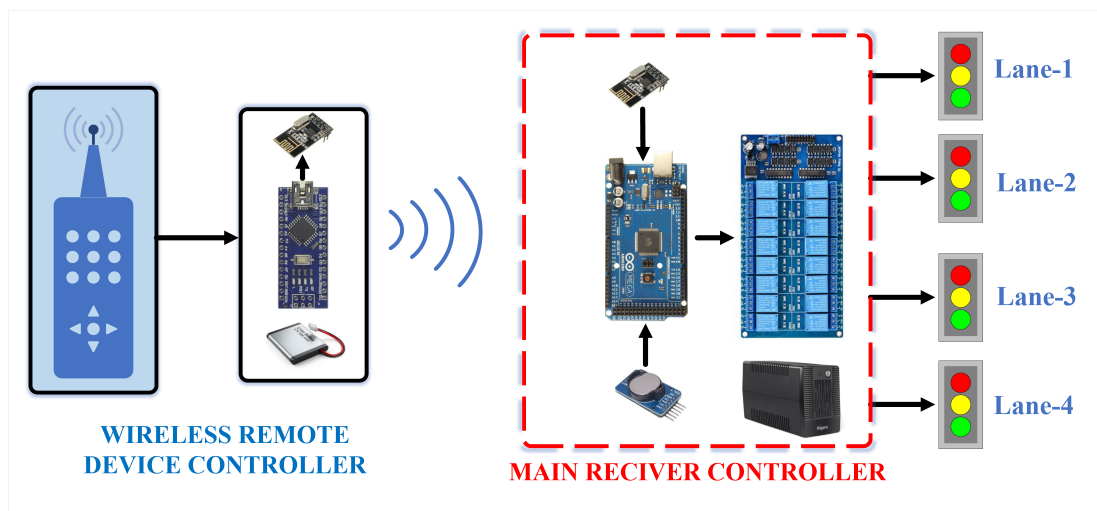 Lane-1
Lane-2
Lane-3
Lane-4
WIRELESS REMOTE
DEVICE CONTROLLER
MAIN RECIVER CONTROLLER